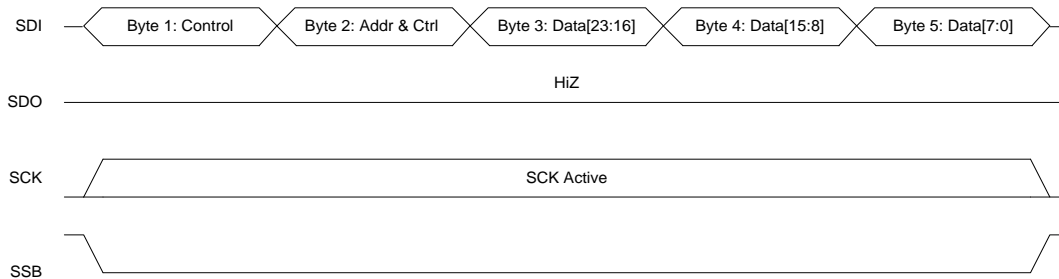 SDI Byte 1: Control Byte 2: Addr & Ctrl Byte 3: Data[23:16] Byte 4: Data[15:8] Byte 5: Data[7:0]
HiZ
SDO
SCK SCK Active
SSB